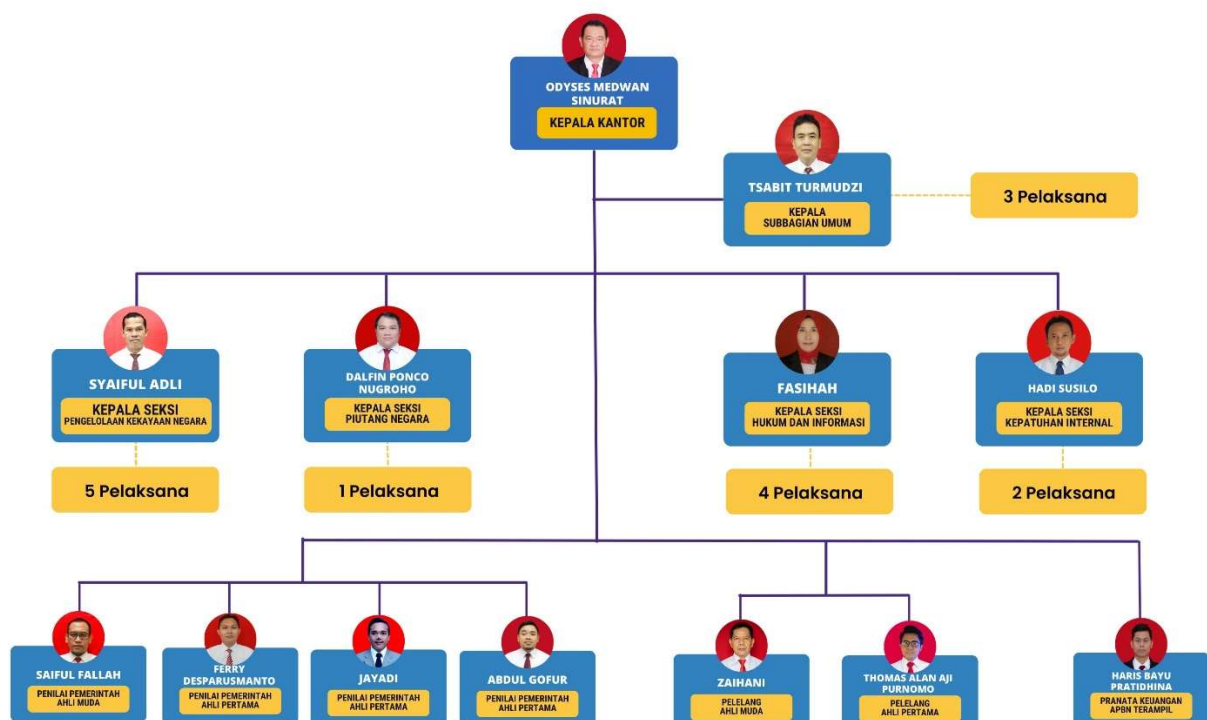 ODYSES MEDWAN
SINURAT
KEPALA KANTOR
TSABIT TURMUDZI
KEPALA
SUBBAGIAN UMUM
3 Pelaksana
SYAIFUL ADLI
KEPALA SEKSI
PENGELOLAAN KEKAYAAN NEGARA
5 Pelaksana
DALFIN PONCO
NUGROHO
KEPALA SEKSI
PIUTANG NEGARA
1 Pelaksana
FASIHAH
KEPALA SEKSI
HUKUM DAN INFORMASI
4 Pelaksana
HADI SUSILO
KEPALA SEKSI
KEPATUHAN INTERNAL
2 Pelaksana
SAIFUL FALLAH
PENILAI PEMERINTAH
AHLI MUDA
FERRY
DESPARUSMANTO
PENILAI PEMERINTAH
AHLI PERTAMA
JAYADI
PENILAI PEMERINTAH
AHLI PERTAMA
ABDUL GOFUR
PENILAI PEMERINTAH
AHLI PERTAMA
ZAIHANI
PELELANG
AHLI MUDA
THOMAS ALAN AJI
PURNOMO
PELELANG
AHLI PERTAMA
HARIS BAYU
PRATIDHINA
PRANATA KEUANGAN
APBN TERAMPIL